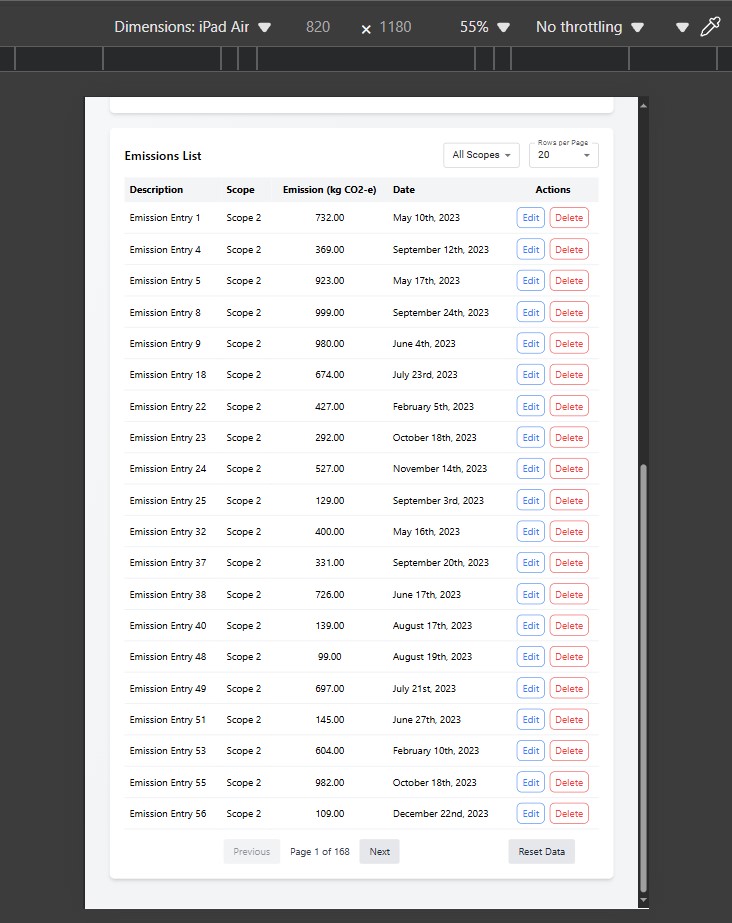 Dimensions: iPad Air 820 × 1180 55% No throttling
Emissions List All Scopes Rows per Page 20
Description Scope Emission (kg CO2-e) Date Actions
Emission Entry 1 Scope 2 732.00 May 10th, 2023 Edit Delete
Emission Entry 4 Scope 2 369.00 September 12th, 2023 Edit Delete
Emission Entry 5 Scope 2 923.00 May 17th, 2023 Edit Delete
Emission Entry 8 Scope 2 999.00 September 24th, 2023 Edit Delete
Emission Entry 9 Scope 2 980.00 June 4th, 2023 Edit Delete
Emission Entry 18 Scope 2 674.00 July 23rd, 2023 Edit Delete
Emission Entry 22 Scope 2 427.00 February 5th, 2023 Edit Delete
Emission Entry 23 Scope 2 292.00 October 18th, 2023 Edit Delete
Emission Entry 24 Scope 2 527.00 November 14th, 2023 Edit Delete
Emission Entry 25 Scope 2 129.00 September 3rd, 2023 Edit Delete
Emission Entry 32 Scope 2 400.00 May 16th, 2023 Edit Delete
Emission Entry 37 Scope 2 331.00 September 20th, 2023 Edit Delete
Emission Entry 38 Scope 2 726.00 June 17th, 2023 Edit Delete
Emission Entry 40 Scope 2 139.00 August 17th, 2023 Edit Delete
Emission Entry 48 Scope 2 99.00 August 19th, 2023 Edit Delete
Emission Entry 49 Scope 2 697.00 July 21st, 2023 Edit Delete
Emission Entry 51 Scope 2 145.00 June 27th, 2023 Edit Delete
Emission Entry 53 Scope 2 604.00 February 10th, 2023 Edit Delete
Emission Entry 55 Scope 2 982.00 October 18th, 2023 Edit Delete
Emission Entry 56 Scope 2 109.00 December 22nd, 2023 Edit Delete
Previous Page 1 of 168 Next Reset Data